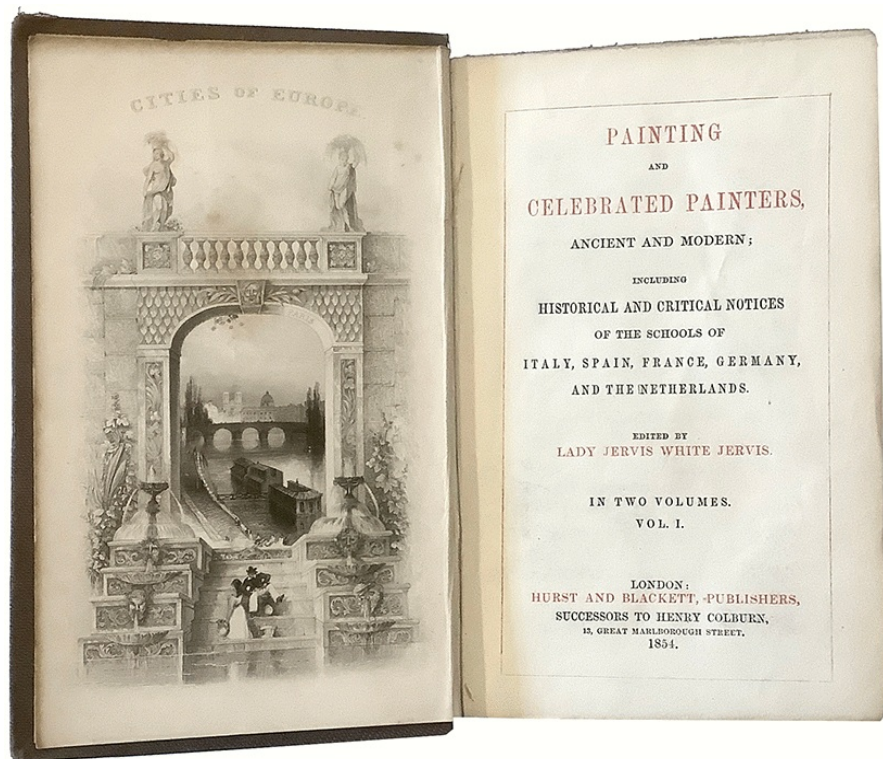 CITIES OF EUROPE
PARIS
PAINTING
AND
CELEBRATED PAINTERS,
ANCIENT AND MODERN;
INCLUDING
HISTORICAL AND CRITICAL NOTICES
OF THE SCHOOLS OF
ITALY, SPAIN, FRANCE, GERMANY,
AND THE NETHERLANDS.
EDITED BY
LADY JERVIS WHITE JERVIS.
IN TWO VOLUMES.
VOL. I.
LONDON:
HURST AND BLACKETT, PUBLISHERS,
SUCCESSORS TO HENRY COLBURN,
13, GREAT MARLBOROUGH STREET.
1854.